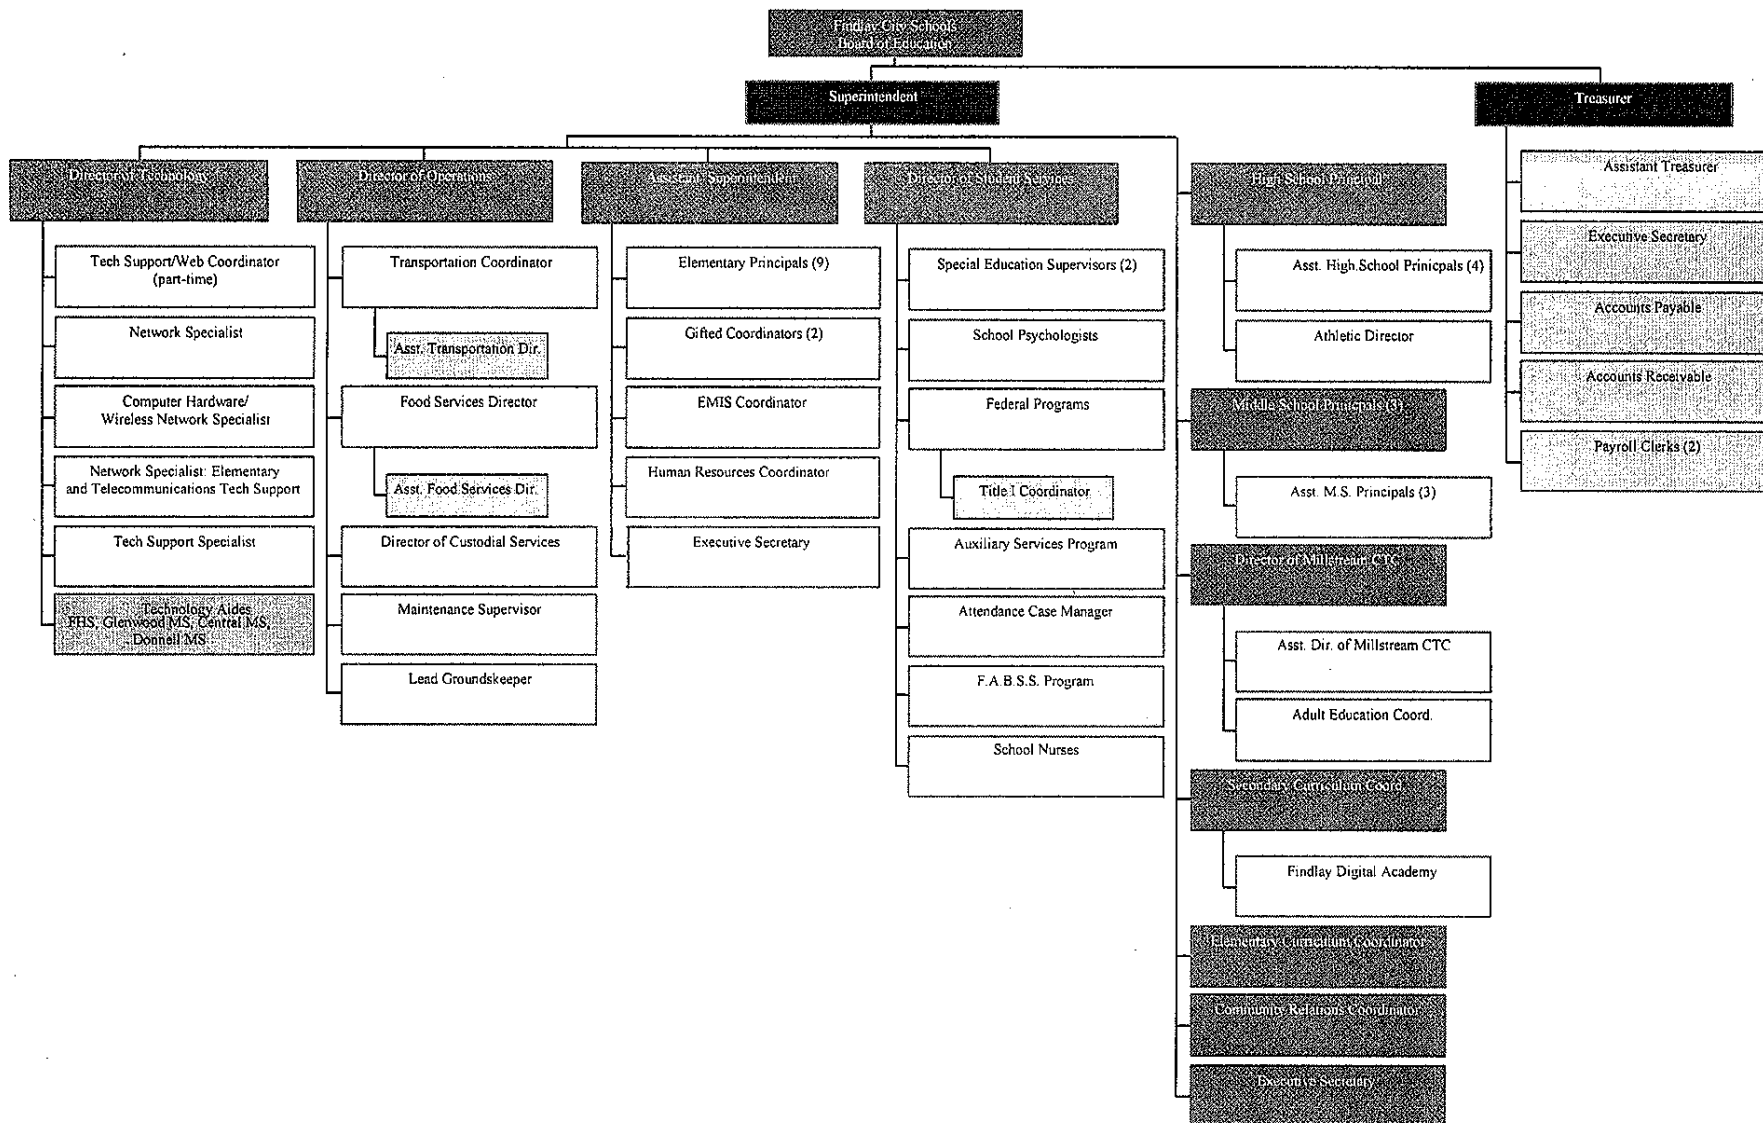 Findlay City Schools
Board of Education
Superintendent
Treasurer
Director of Technology
Tech Support/Web Coordinator
(part-time)
Network Specialist
Computer Hardware/
Wireless Network Specialist
Network Specialist: Elementary
and Telecommunications Tech Support
Tech Support Specialist
Technology Aides
FHS, Glenwood MS, Central MS,
Donnell MS
Director of Operations
Transportation Coordinator
Asst. Transportation Dir.
Food Services Director
Asst. Food Services Dir.
Director of Custodial Services
Maintenance Supervisor
Lead Groundskeeper
Assistant Superintendent
Elementary Principals (9)
Gifted Coordinators (2)
EMIS Coordinator
Human Resources Coordinator
Executive Secretary
Director of Student Services
Special Education Supervisors (2)
School Psychologists
Federal Programs
Title I Coordinator
Auxiliary Services Program
Attendance Case Manager
F.A.B.S.S. Program
School Nurses
High School Principal
Asst. High School Prinicpals (4)
Athletic Director
Middle School Principals (3)
Asst. M.S. Principals (3)
Director of Millstream CTC
Asst. Dir. of Millstream CTC
Adult Education Coord.
Secondary Curriculum Coord.
Findlay Digital Academy
Elementary Curriculum Coordinator
Community Relations Coordinator
Executive Secretary
Assistant Treasurer
Executive Secretary
Accounts Payable
Accounts Receivable
Payroll Clerks (2)